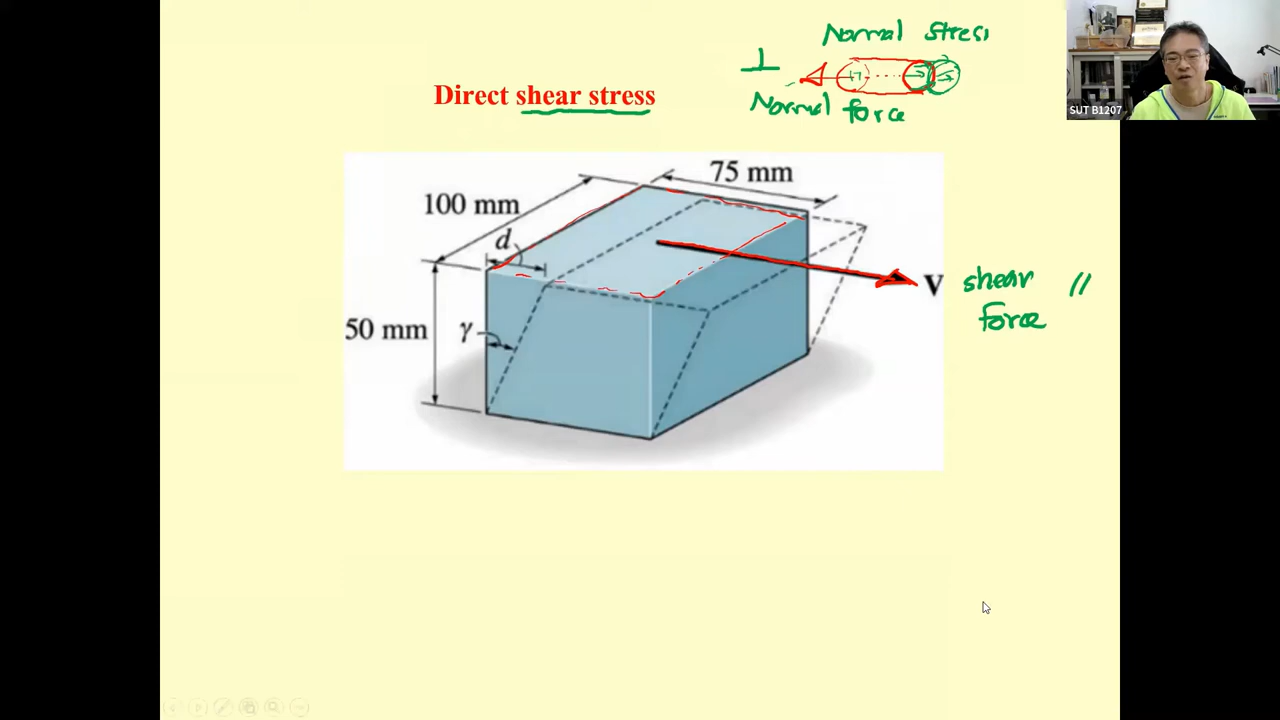 Normal stress
⊥
Direct shear stress
Normal force
SUT B1207
75 mm
100 mm
d
V
shear //
force
50 mm
γ